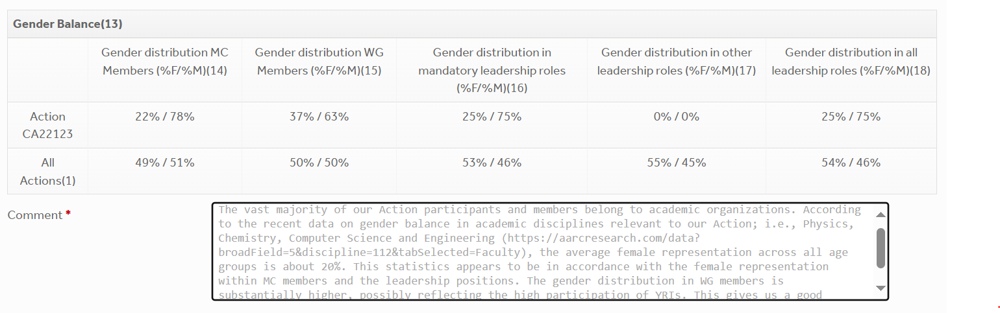 Gender Balance(13)
Gender distribution MC Members (%F/%M)(14)
Gender distribution WG Members (%F/%M)(15)
Gender distribution in mandatory leadership roles (%F/%M)(16)
Gender distribution in other leadership roles (%F/%M)(17)
Gender distribution in all leadership roles (%F/%M)(18)
Action CA22123
22% / 78%
37% / 63%
25% / 75%
0% / 0%
25% / 75%
All Actions(1)
49% / 51%
50% / 50%
53% / 46%
55% / 45%
54% / 46%
Comment *
The vast majority of our Action participants and members belong to academic organizations. According
to the recent data on gender balance in academic disciplines relevant to our Action; i.e., Physics,
Chemistry, Computer Science and Engineering (https://aarcresearch.com/data?
broadField=5&discipline=112&tabSelected=Faculty), the average female representation across all age
groups is about 20%. This statistics appears to be in accordance with the female representation
within MC members and the leadership positions. The gender distribution in WG members is
substantially higher, possibly reflecting the high participation of YRIs. This gives us a good